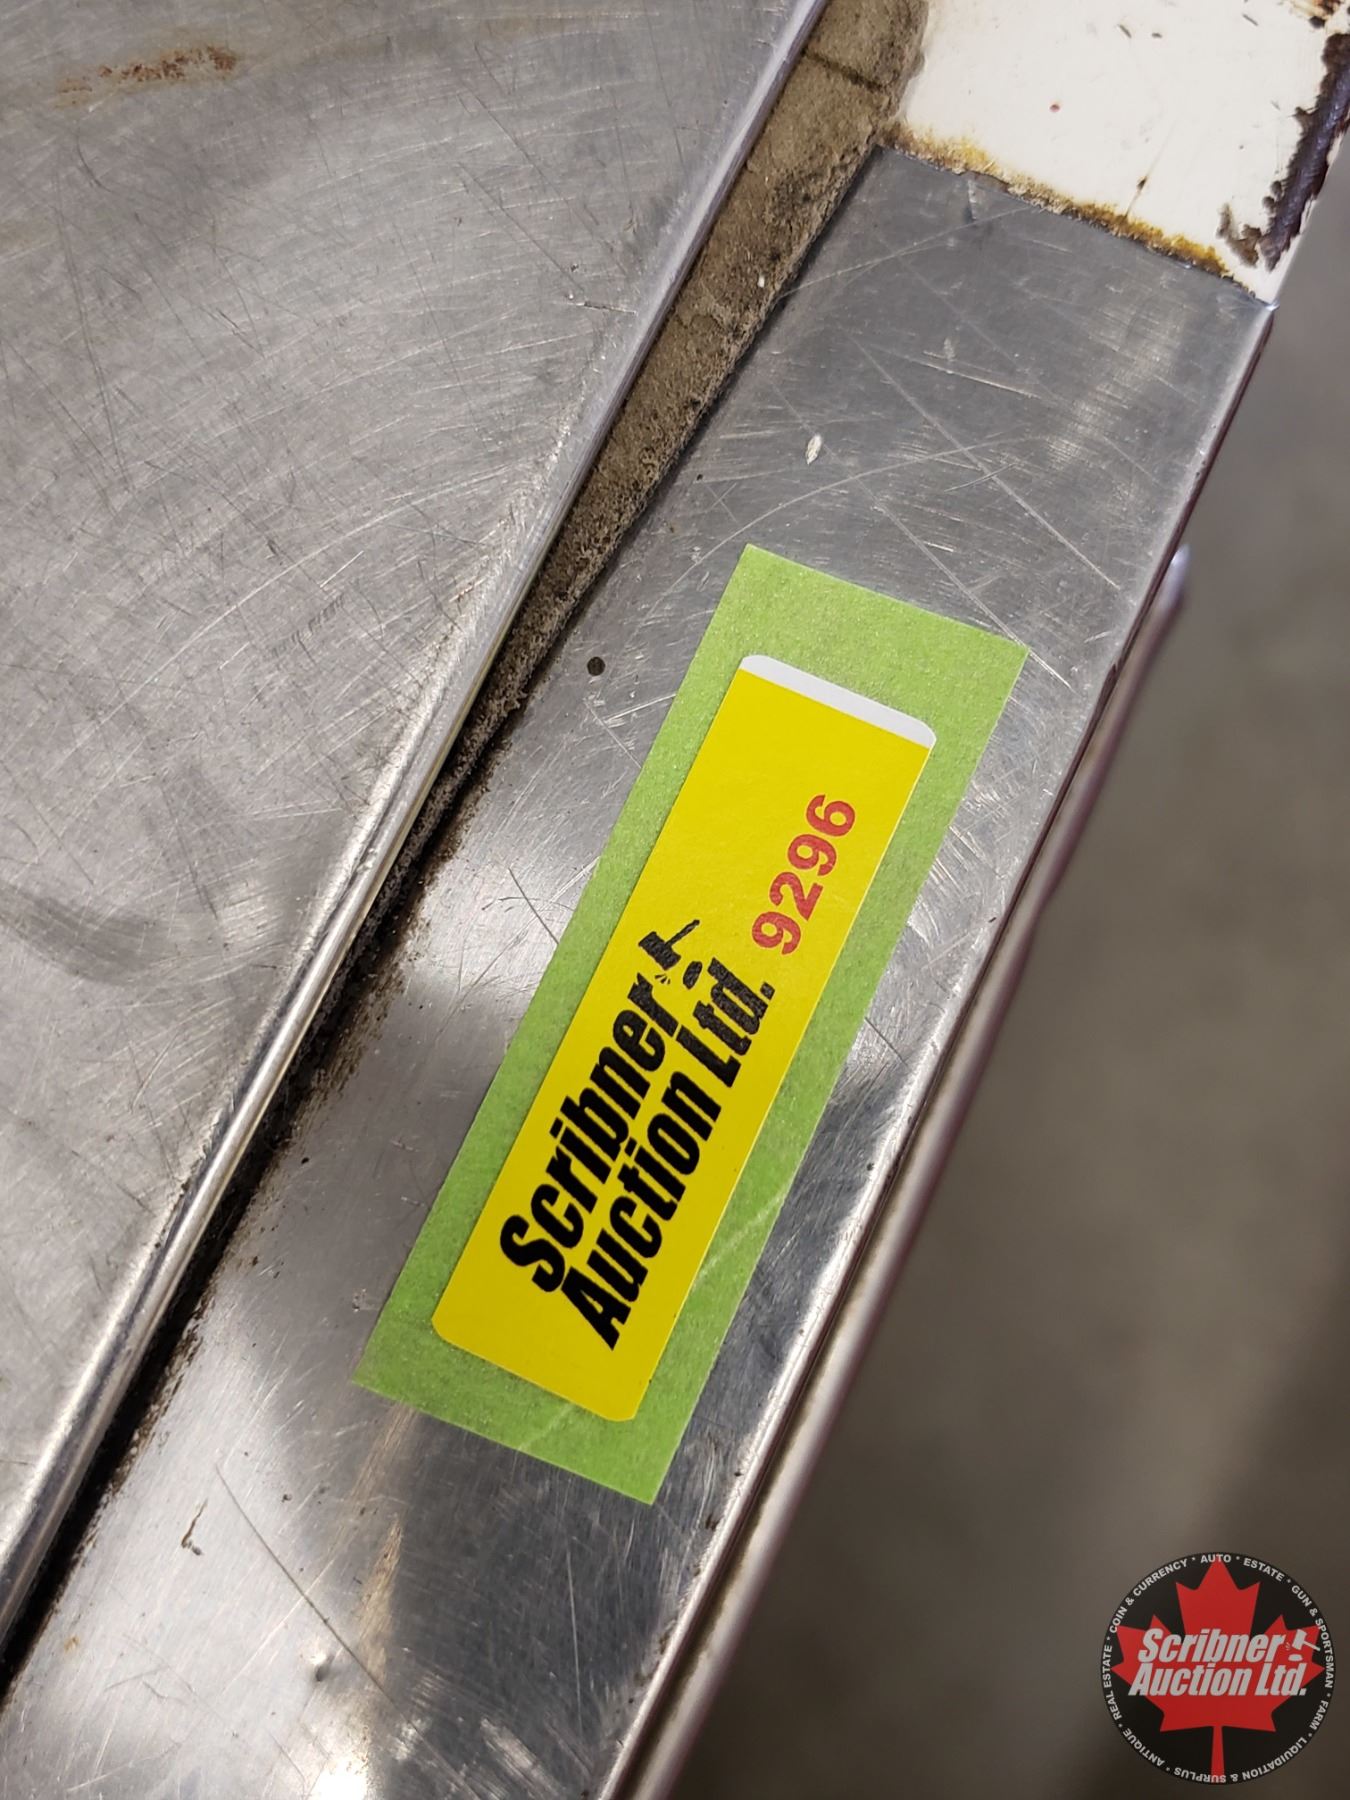 Scribner
Auction Ltd. 9296
COIN & CURRENCY * AUTO * ESTATE * GUN & SPORTSMAN * FARM * LIQUIDATION & SURPLUS * ANTIQUE * REAL ESTATE *
Scribner
Auction Ltd.